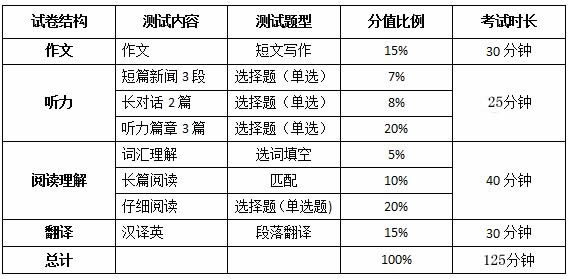 试卷结构 测试内容 测试题型 分值比例 考试时长
作文 作文 短文写作 15% 30分钟
听力 短篇新闻3段 选择题（单选） 7% 25分钟
长对话2篇 选择题（单选） 8%
听力篇章3篇 选择题（单选） 20%
阅读理解 词汇理解 选词填空 5% 40分钟
长篇阅读 匹配 10%
仔细阅读 选择题(单选题) 20%
翻译 汉译英 段落翻译 15% 30分钟
总计 100% 125分钟